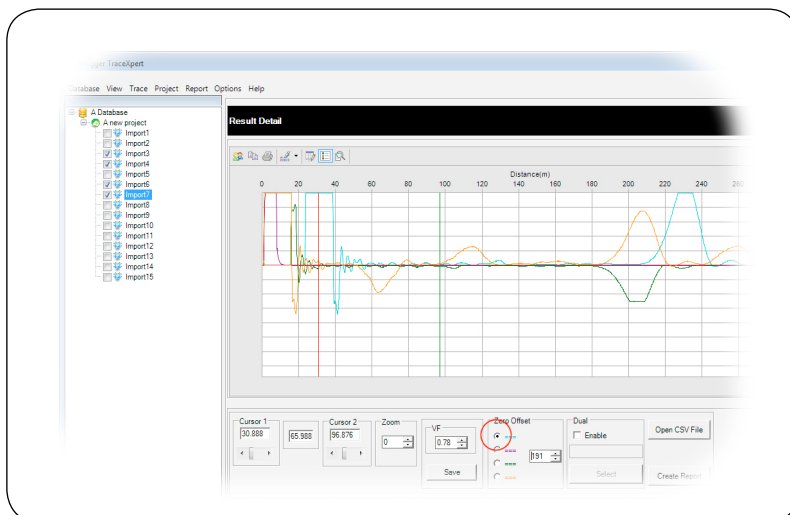 TraceXpert
Database View Trace Project Report Options Help
A Database
A new project
Import1
Import2
Import3
Import4
Import5
Import6
Import7
Import8
Import9
Import10
Import11
Import12
Import13
Import14
Import15
Result Detail
Distance(m)
0 20 40 60 80 100 120 140 160 180 200 220 240 260
Cursor 1
30.888
65.988
Cursor 2
96.876
Zoom
0
VF
0.78
Save
Zero Offset
191
Dual
Enable
Select
Open CSV File
Create Report